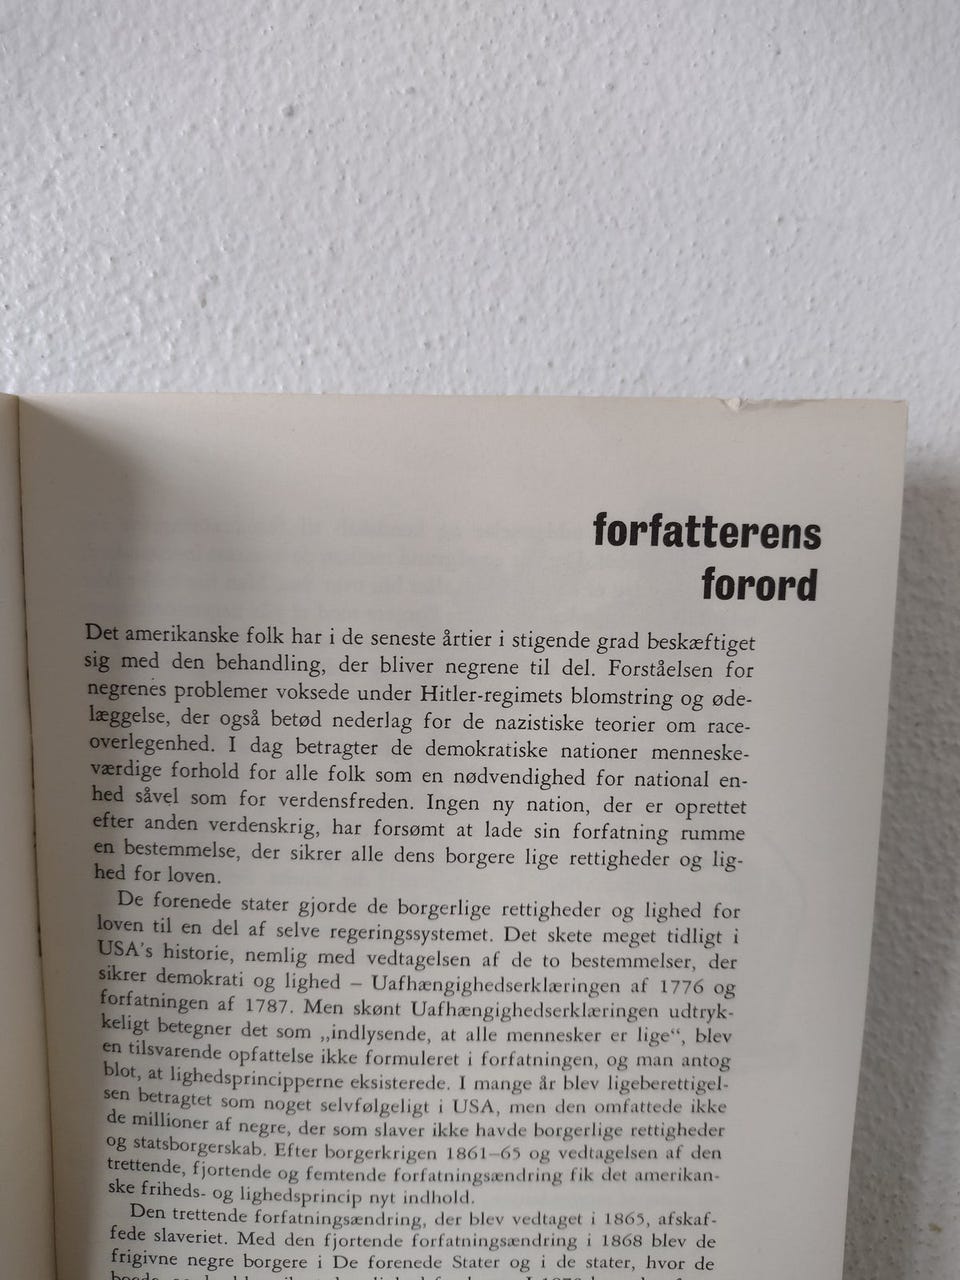 forfatterens
forord
Det amerikanske folk har i de seneste årtier i stigende grad beskæftiget
sig med den behandling, der bliver negrene til del. Forståelsen for
negrenes problemer voksede under Hitler-regimets blomstring og øde-
læggelse, der også betød nederlag for de nazistiske teorier om race-
overlegenhed. I dag betragter de demokratiske nationer menneske-
værdige forhold for alle folk som en nødvendighed for national en-
hed såvel som for verdensfreden. Ingen ny nation, der er oprettet
efter anden verdenskrig, har forsømt at lade sin forfatning rumme
en bestemmelse, der sikrer alle dens borgere lige rettigheder og lig-
hed for loven.
De forenede stater gjorde de borgerlige rettigheder og lighed for
loven til en del af selve regeringssystemet. Det skete meget tidligt i
USA's historie, nemlig med vedtagelsen af de to bestemmelser, der
sikrer demokrati og lighed – Uafhængighedserklæringen af 1776 og
forfatningen af 1787. Men skønt Uafhængighedserklæringen udtryk-
keligt betegner det som „indlysende, at alle mennesker er lige“, blev
en tilsvarende opfattelse ikke formuleret i forfatningen, og man antog
blot, at lighedsprincipperne eksisterede. I mange år blev ligeberettigel-
sen betragtet som noget selvfølgeligt i USA, men den omfattede ikke
de millioner af negre, der som slaver ikke havde borgerlige rettigheder
og statsborgerskab. Efter borgerkrigen 1861–65 og vedtagelsen af den
trettende, fjortende og femtende forfatningsændring fik det amerikan-
ske friheds- og lighedsprincip nyt indhold.
Den trettende forfatningsændring, der blev vedtaget i 1865, afskaf-
fede slaveriet. Med den fjortende forfatningsændring i 1868 blev de
frigivne negre borgere i De forenede Stater og i de stater, hvor de